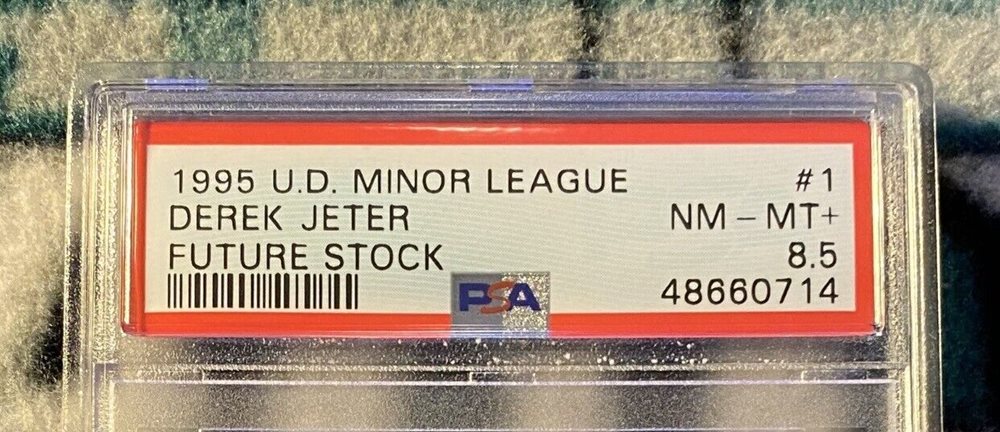 1995 U.D. MINOR LEAGUE #1
DEREK JETER NM - MT+
FUTURE STOCK 8.5
PSA 48660714